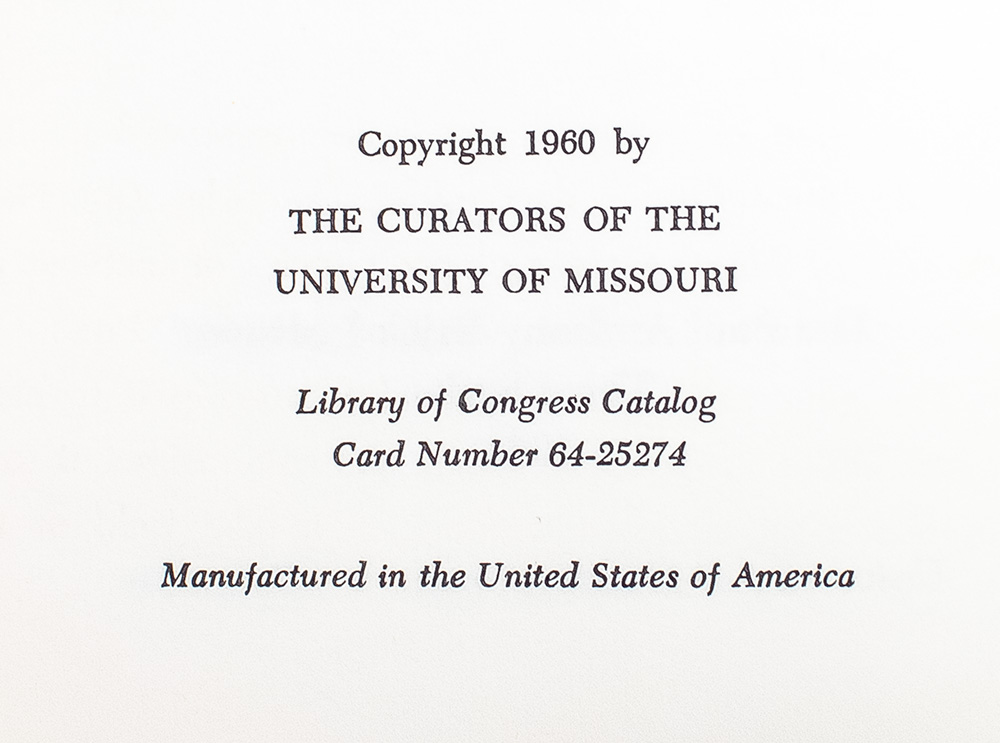 Copyright 1960 by
THE CURATORS OF THE
UNIVERSITY OF MISSOURI
Library of Congress Catalog
Card Number 64-25274
Manufactured in the United States of America